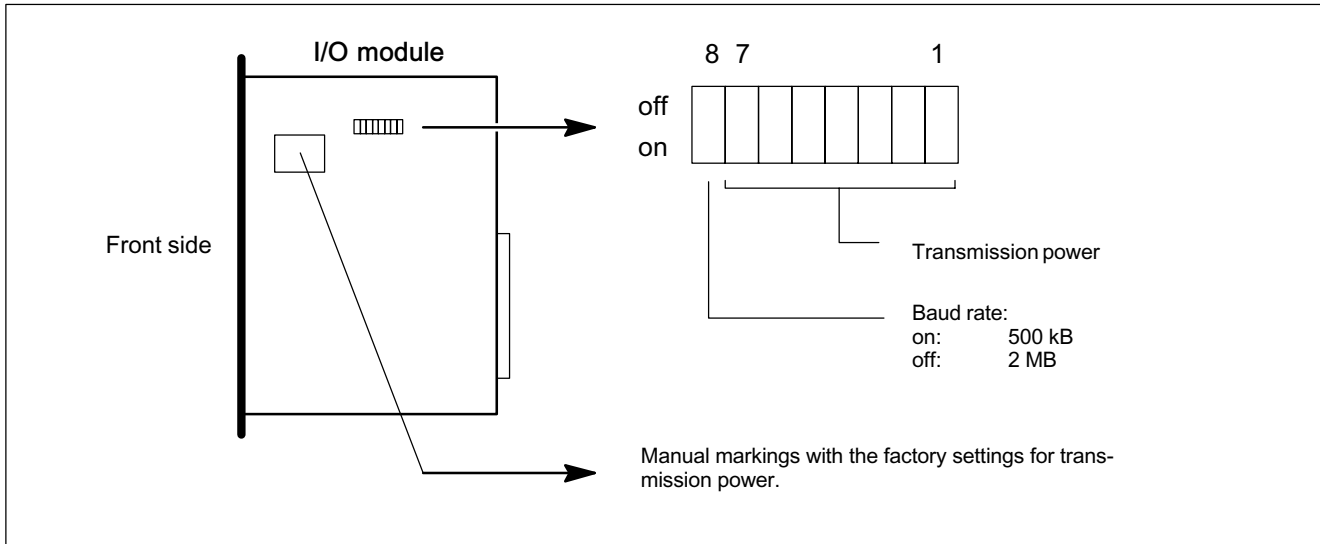 I/O module
8 7 1
off
on
Front side
Transmission power
Baud rate:
on: 500 kB
off: 2 MB
Manual markings with the factory settings for trans-
mission power.